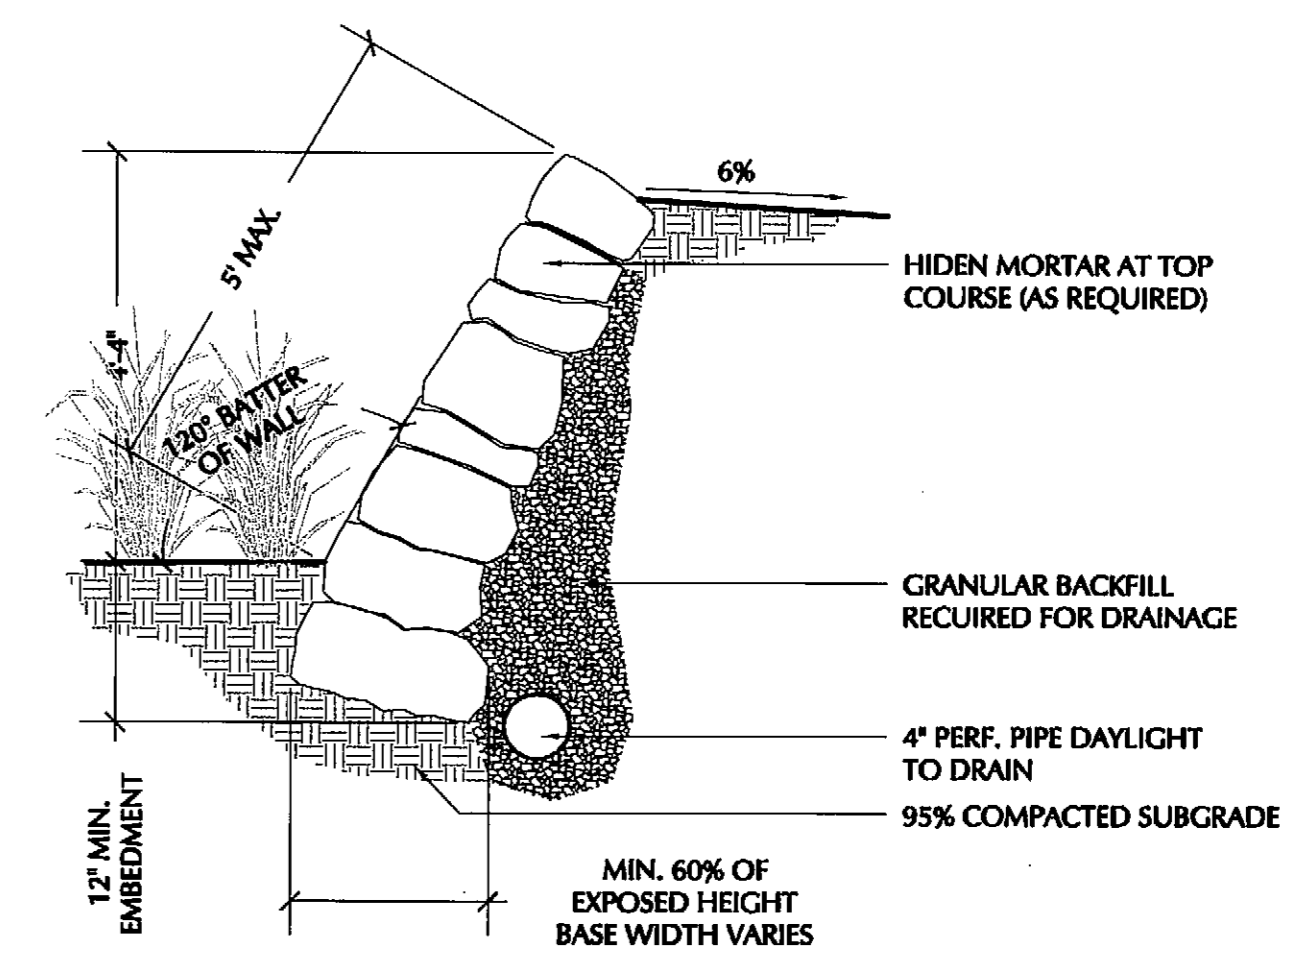 6%
5' MAX.
HIDEN MORTAR AT TOP
COURSE (AS REQUIRED)
4'-4"
120° BATTER
OF WALL
GRANULAR BACKFILL
RECUIRED FOR DRAINAGE
4" PERF. PIPE DAYLIGHT
TO DRAIN
95% COMPACTED SUBGRADE
12" MIN.
EMBEDMENT
MIN. 60% OF
EXPOSED HEIGHT
BASE WIDTH VARIES